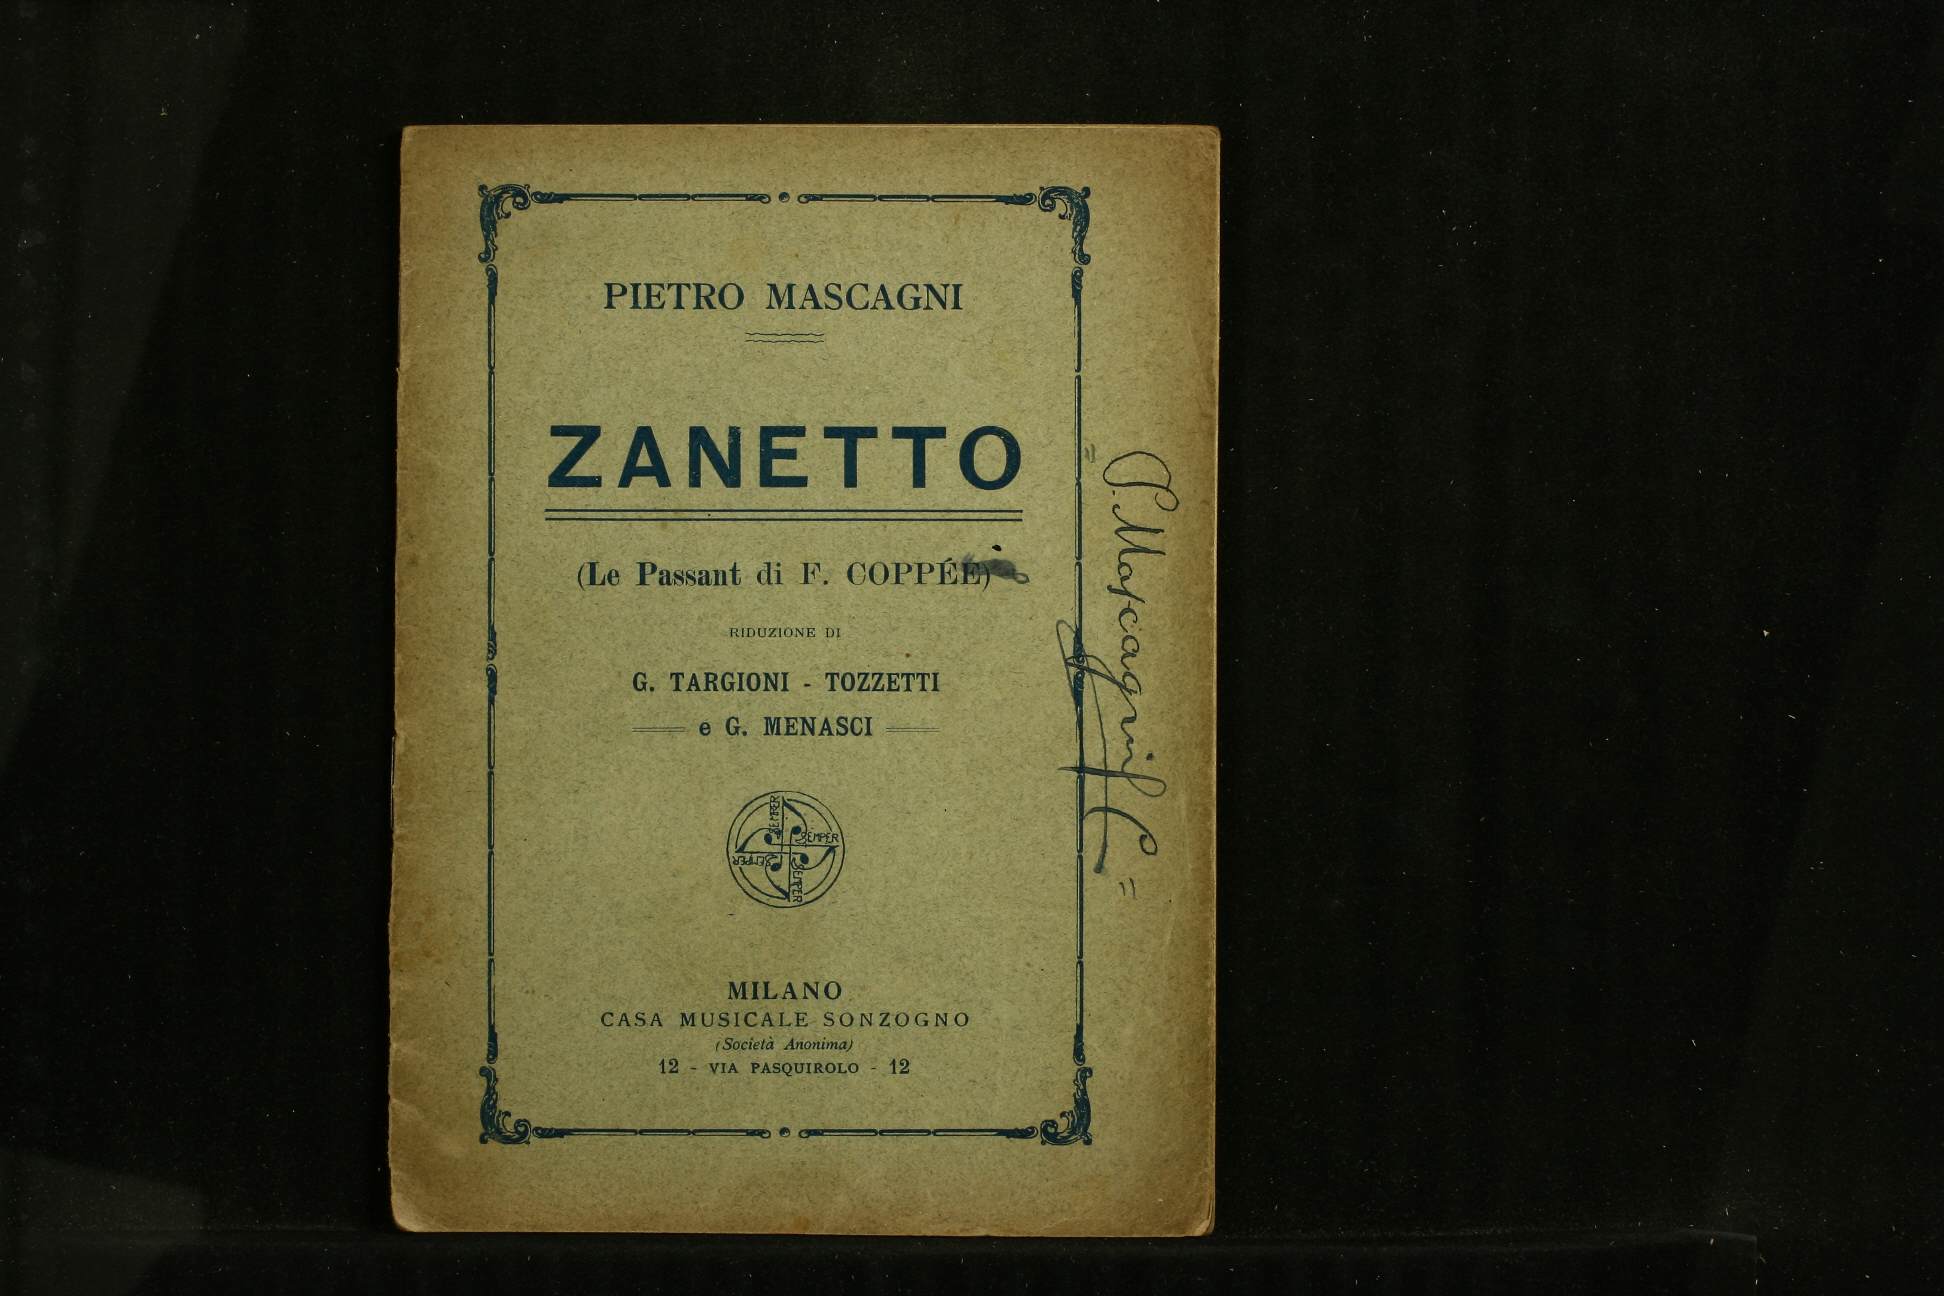 PIETRO MASCAGNI
ZANETTO
(Le Passant di F. COPPÉE)
RIDUZIONE DI
G. TARGIONI - TOZZETTI
e G. MENASCI
SEMPER
SEMPER
SEMPER
SEMPER
MILANO
CASA MUSICALE SONZOGNO
(Società Anonima)
12 - VIA PASQUIROLO - 12
P. Mascagni